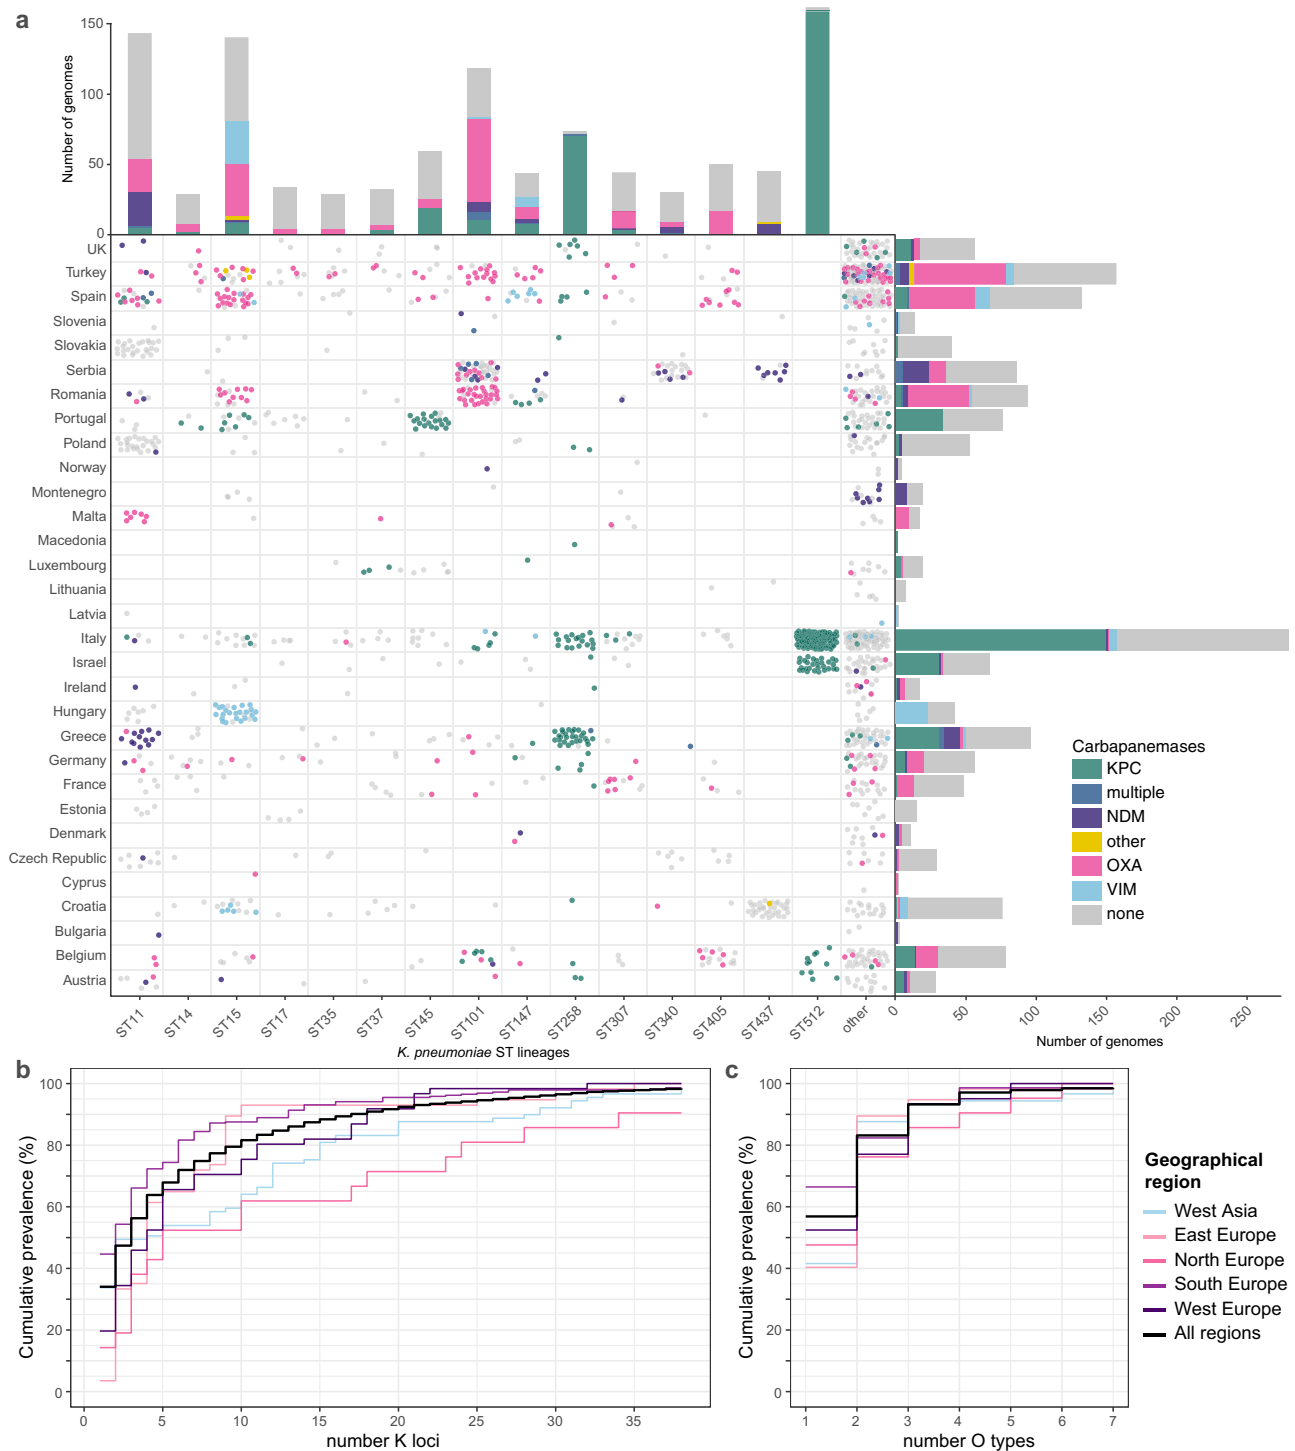 a
150
100
50
0
Number of genomes
UK
Turkey
Spain
Slovenia
Slovakia
Serbia
Romania
Portugal
Poland
Norway
Montenegro
Malta
Macedonia
Luxembourg
Lithuania
Latvia
Italy
Israel
Ireland
Hungary
Greece
Germany
France
Estonia
Denmark
Czech Republic
Cyprus
Croatia
Bulgaria
Belgium
Austria
Carbapanemases
KPC
multiple
NDM
other
OXA
VIM
none
ST11 ST14 ST15 ST17 ST35 ST37 ST45 ST101 ST147 ST258 ST307 ST340 ST405 ST437 ST512 other
0 50 100 150 200 250
K. pneumoniae ST lineages
Number of genomes
b
100
80
60
40
20
0
Cumulative prevalence (%)
0 5 10 15 20 25 30 35
number K loci
c
100
80
60
40
20
0
Cumulative prevalence (%)
1 2 3 4 5 6 7
number O types
Geographical
region
West Asia
East Europe
North Europe
South Europe
West Europe
All regions